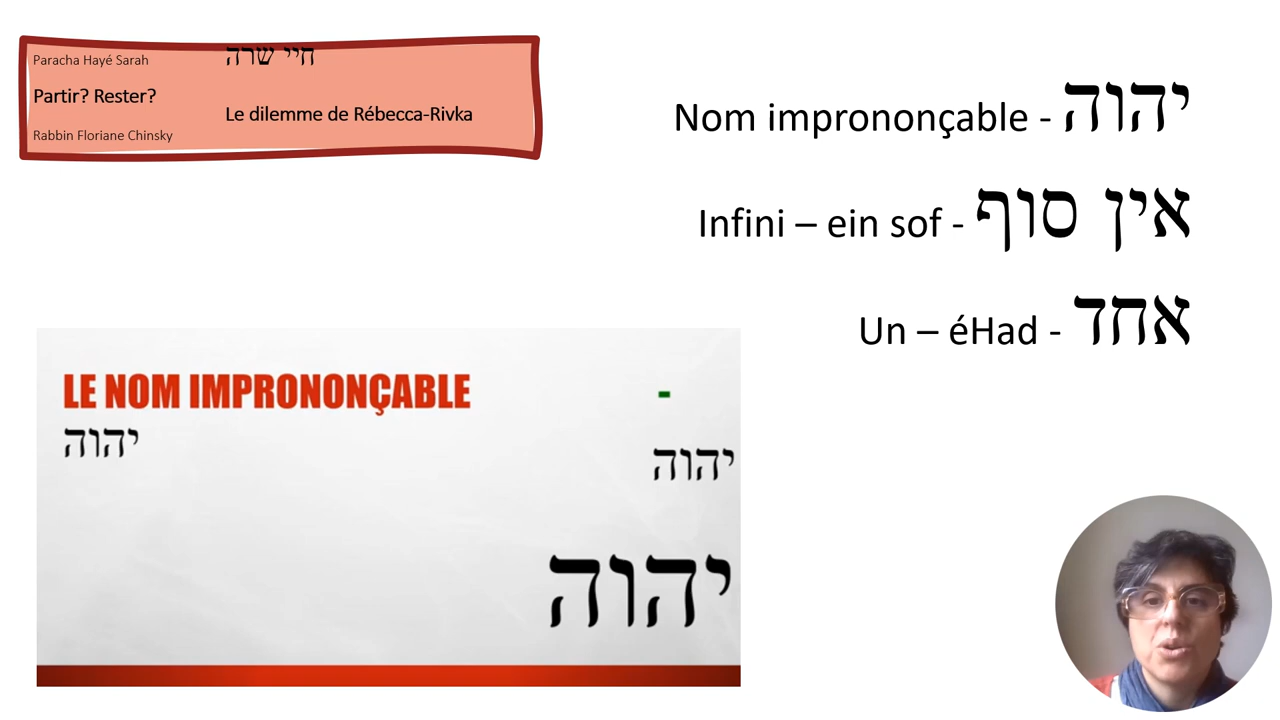 Paracha Hayé Sarah
חיי שרה
Partir? Rester?
Le dilemme de Rébecca-Rivka
Rabbin Floriane Chinsky
Nom imprononçable - יהוה
Infini – ein sof - אין סוף
Un – éHad - אחד
LE NOM IMPRONONÇABLE
-
יהוה
יהוה
יהוה